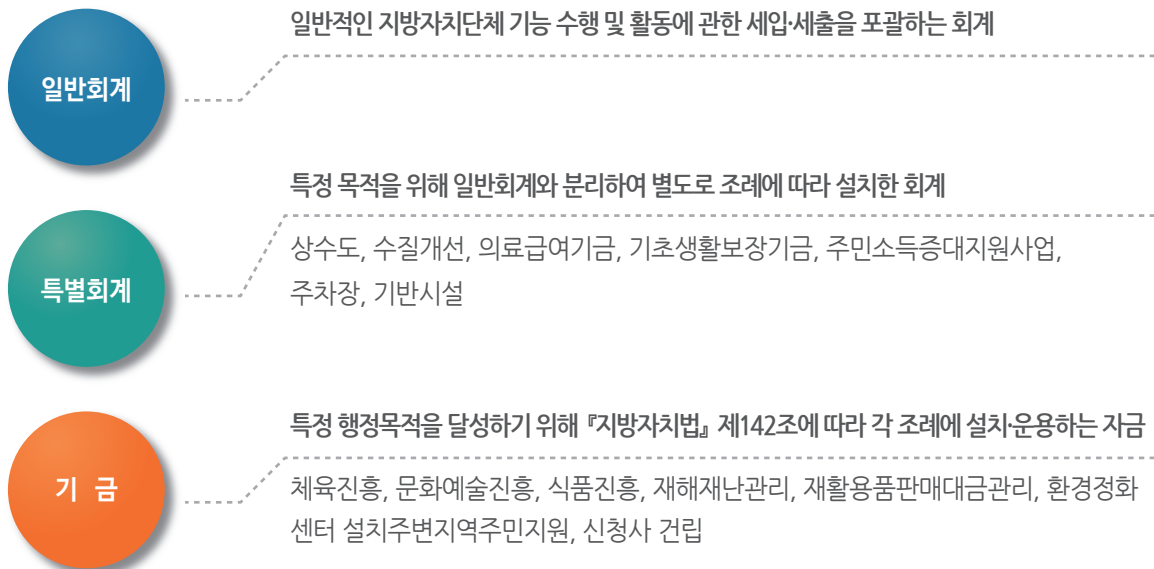 일반회계
일반적인 지방자치단체 기능 수행 및 활동에 관한 세입·세출을 포괄하는 회계
특별회계
특정 목적을 위해 일반회계와 분리하여 별도로 조례에 따라 설치한 회계
상수도, 수질개선, 의료급여기금, 기초생활보장기금, 주민소득증대지원사업,
주차장, 기반시설
기 금
특정 행정목적을 달성하기 위해 『지방자치법』 제142조에 따라 각 조례에 설치·운용하는 자금
체육진흥, 문화예술진흥, 식품진흥, 재해재난관리, 재활용품판매대금관리, 환경정화
센터 설치주변지역주민지원, 신청사 건립